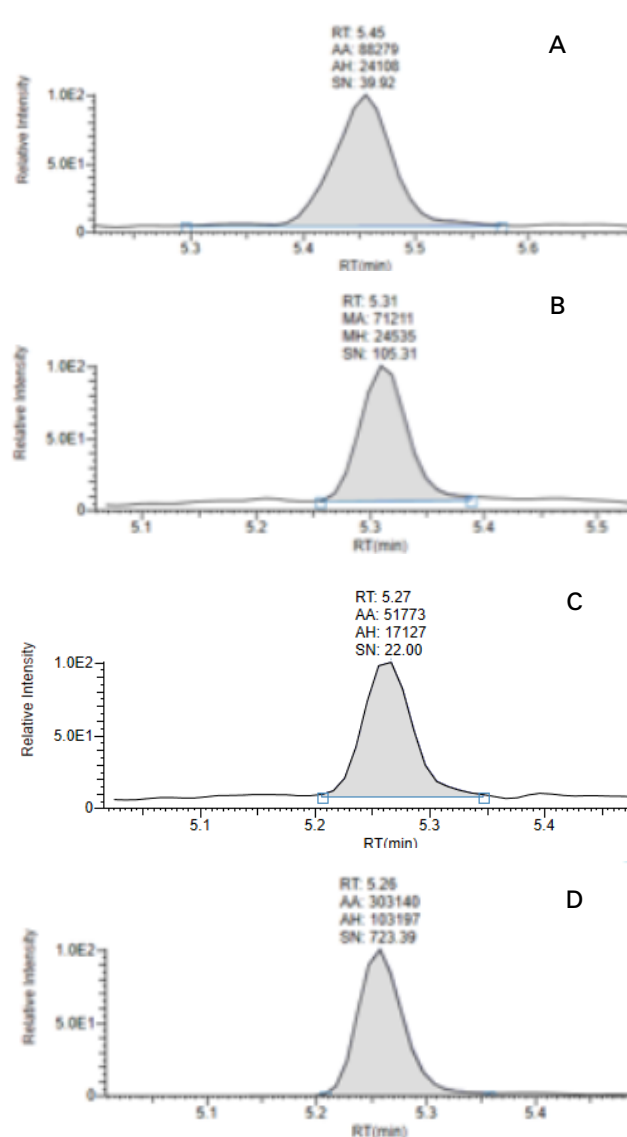 RT: 5.45
AA: 88279
AH: 24108
SN: 39.92
A
Relative Intensity
1.0E2
5.0E1
0
5.3 5.4 5.5 5.6
RT(min)
RT: 5.31
MA: 71211
MH: 24535
SN: 105.31
B
Relative Intensity
1.0E2
5.0E1
0
5.1 5.2 5.3 5.4 5.5
RT(min)
RT: 5.27
AA: 51773
AH: 17127
SN: 22.00
C
Relative Intensity
1.0E2
5.0E1
0
5.1 5.2 5.3 5.4
RT(min)
RT: 5.26
AA: 303140
AH: 103197
SN: 723.39
D
Relative Intensity
1.0E2
5.0E1
0
5.1 5.2 5.3 5.4
RT(min)